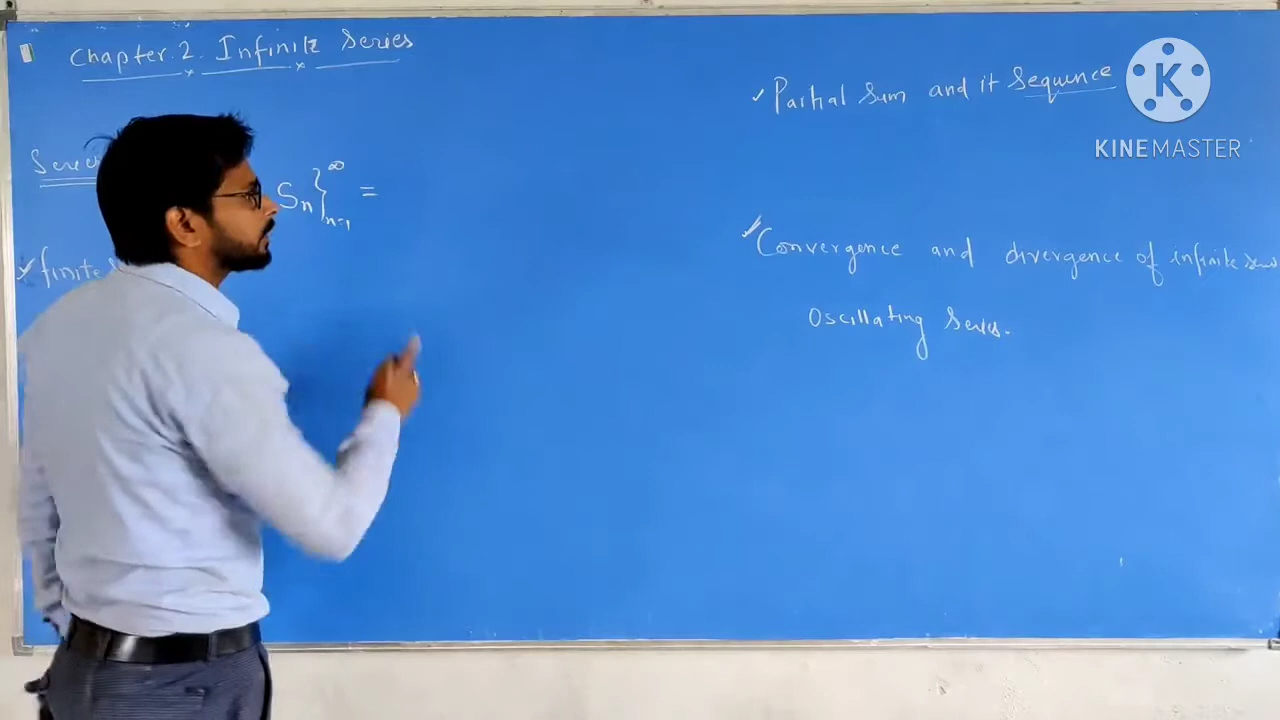 Chapter.2. Infinite Series
✓ Partial Sum and it Sequence
KINEMASTER
Sn}∞n=1 =
✓ Convergence and divergence of infinite
✓ finite
Oscillating Series.